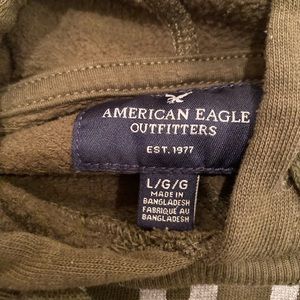 AMERICAN EAGLE
OUTFITTERS
EST. 1977
L/G/G
MADE IN
BANGLADESH
FABRIQUÉ AU
BANGLADESH